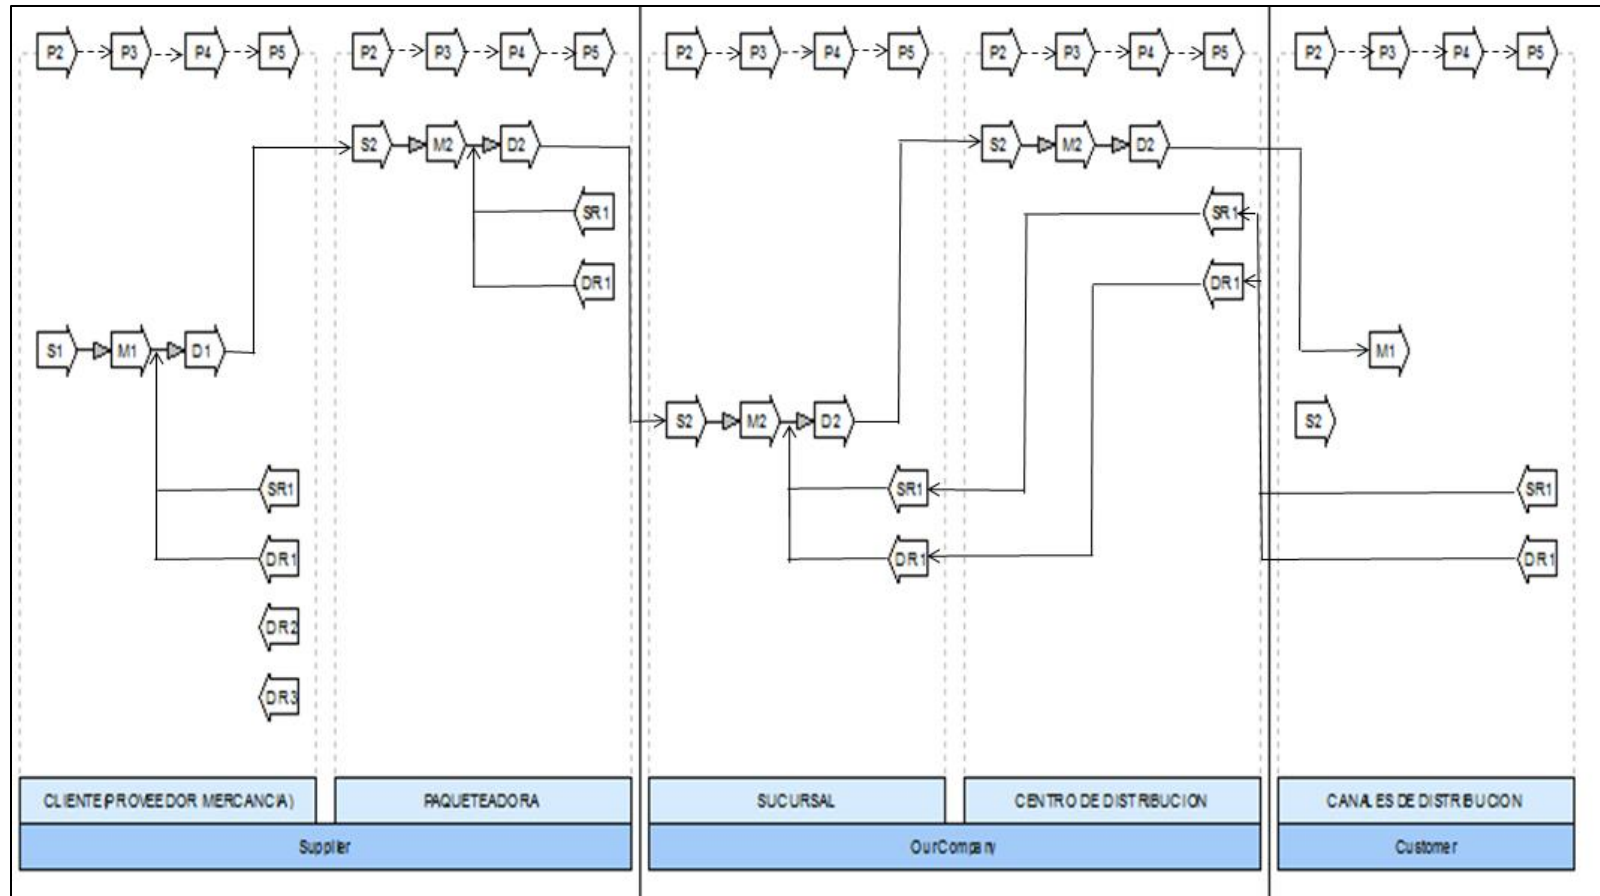 P2 P3 P4 P5 P2 P3 P4 P5 P2 P3 P4 P5 P2 P3 P4 P5 P2 P3 P4 P5
S2 M2 D2 S2 M2 D2
SR1 SR1
DR1 DR1
S1 M1 D1 M1
S2 M2 D2 S2
SR1 SR1 SR1
DR1 DR1 DR1
DR2
DR3
CLIENTE(PROVEEDOR MERCANCIA) PAQUETEADORA SUCURSAL CENTRO DE DISTRIBUCION CANALES DE DISTRIBUCION
Supplier OurCompany Customer